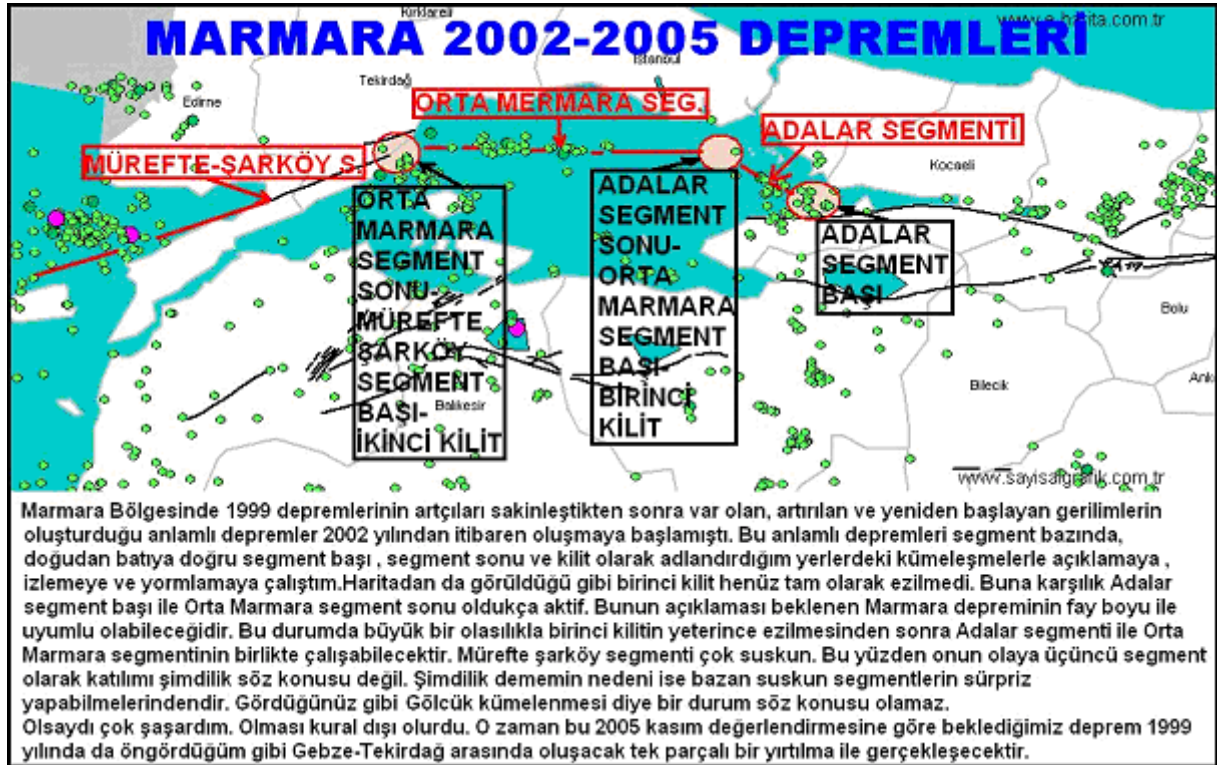 Kırklareli
www.e-harita.com.tr
MARMARA 2002-2005 DEPREMLERİ
İstanbul
Tekirdağ
Edirne
ORTA MERMARA SEG.
ADALAR SEGMENTİ
MÜREFTE-ŞARKÖY S.
Kocaeli
ORTA
MARMARA
SEGMENT
SONU-
MÜREFTE
ŞARKÖY
SEGMENT
BAŞI-
İKİNCİ KİLİT
ADALAR
SEGMENT
SONU-
ORTA
MARMARA
SEGMENT
BAŞI-
BİRİNCİ
KİLİT
ADALAR
SEGMENT
BAŞI
Bolu
Bilecik
Ank
Balıkesir
www.sayisalgrafik.com.tr
Marmara Bölgesinde 1999 depremlerinin artçıları sakinleştikten sonra var olan, artırılan ve yeniden başlayan gerilimlerin
oluşturduğu anlamlı depremler 2002 yılından itibaren oluşmaya başlamıştı. Bu anlamlı depremleri segment bazında,
doğudan batıya doğru segment başı , segment sonu ve kilit olarak adlandırdığım yerlerdeki kümeleşmelerle açıklamaya ,
izlemeye ve yormlamaya çalıştım.Haritadan da görüldüğü gibi birinci kilit henüz tam olarak ezilmedi. Buna karşılık Adalar
segment başı ile Orta Marmara segment sonu oldukça aktif. Bunun açıklaması beklenen Marmara depreminin fay boyu ile
uyumlu olabileceğidir. Bu durumda büyük bir olasılıkla birinci kilitin yeterince ezilmesinden sonra Adalar segmenti ile Orta
Marmara segmentinin birlikte çalışabilecektir. Mürefte şarköy segmenti çok suskun. Bu yüzden onun olaya üçüncü segment
olarak katılımı şimdilik söz konusu değil. Şimdilik dememin nedeni ise bazan suskun segmentlerin sürpriz
yapabilmelerindendir. Gördüğünüz gibi Gölcük kümelenmesi diye bir durum söz konusu olamaz.
Olsaydı çok şaşardım. Olması kural dışı olurdu. O zaman bu 2005 kasım değerlendirmesine göre beklediğimiz deprem 1999
yılında da öngördüğüm gibi Gebze-Tekirdağ arasında oluşacak tek parçalı bir yırtılma ile gerçekleşecektir.